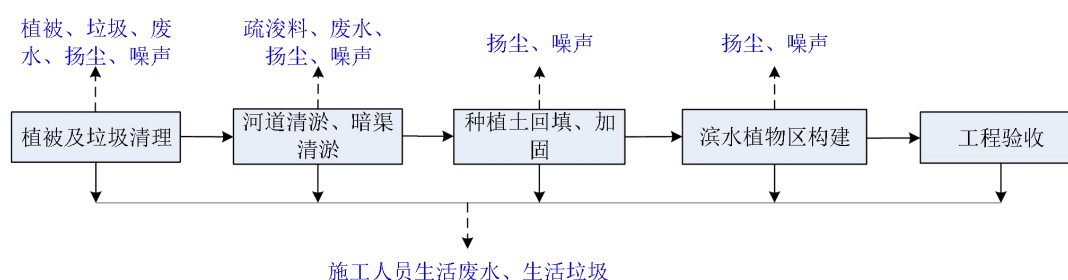 植被、垃圾、废
水、扬尘、噪声
疏浚料、废水、
扬尘、噪声
扬尘、噪声
扬尘、噪声
植被及垃圾清理
河道清淤、暗渠
清淤
种植土回填、加
固
滨水植物区构建
工程验收
施工人员生活废水、生活垃圾